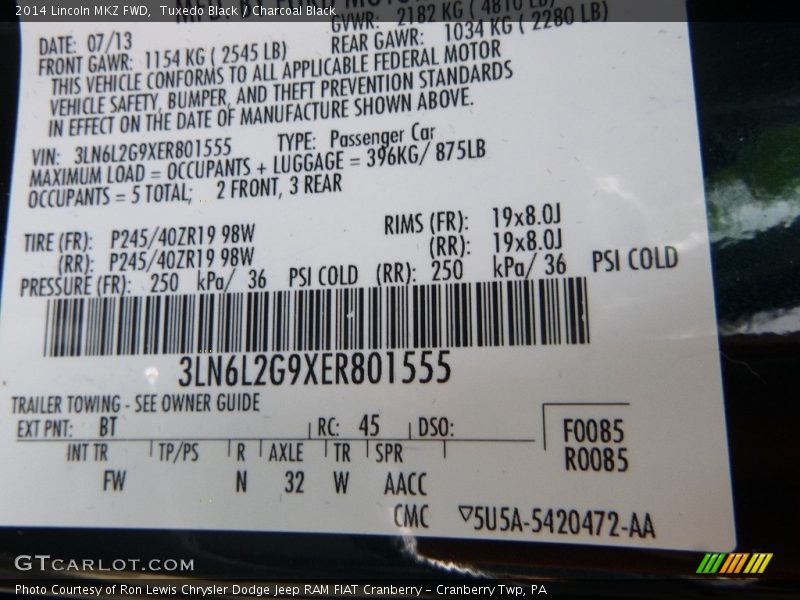 2014 Lincoln MKZ FWD, Tuxedo Black / Charcoal Black
GVWR: 2182 KG ( 4810 LB)
DATE: 07/13
FRONT GAWR: 1154 KG ( 2545 LB) REAR GAWR: 1034 KG ( 2280 LB)
THIS VEHICLE CONFORMS TO ALL APPLICABLE FEDERAL MOTOR
VEHICLE SAFETY, BUMPER, AND THEFT PREVENTION STANDARDS
IN EFFECT ON THE DATE OF MANUFACTURE SHOWN ABOVE.
VIN: 3LN6L2G9XER801555 TYPE: Passenger Car
MAXIMUM LOAD = OCCUPANTS + LUGGAGE = 396KG/ 875LB
OCCUPANTS = 5 TOTAL; 2 FRONT, 3 REAR
TIRE (FR): P245/40ZR19 98W RIMS (FR): 19x8.0J
(RR): P245/40ZR19 98W (RR): 19x8.0J
PRESSURE (FR): 250 kPa/ 36 PSI COLD (RR): 250 kPa/ 36 PSI COLD
3LN6L2G9XER801555
TRAILER TOWING - SEE OWNER GUIDE
EXT PNT: BT RC: 45 DSO: F0085
INT TR TP/PS R AXLE TR SPR R0085
FW N 32 W AACC
CMC ▽5U5A-5420472-AA
GTCARLOT.COM
Photo Courtesy of Ron Lewis Chrysler Dodge Jeep RAM FIAT Cranberry – Cranberry Twp, PA